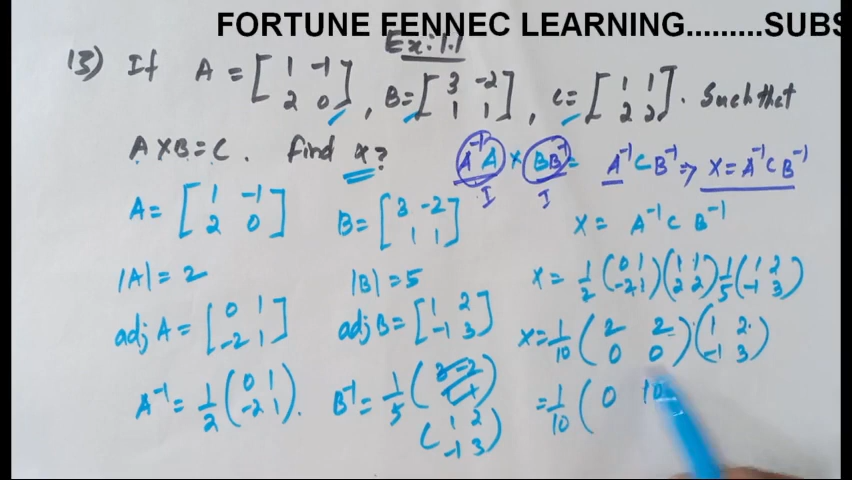 FORTUNE FENNEC LEARNING.........SUBS
Ex: 1.1
13) If A = [ 1 -1 / 2 0 ], B = [ 3 -2 / 1 1 ], C = [ 1 1 / 2 2 ]. Such that
A X B = C. Find x? A⁻¹A X BB⁻¹ = A⁻¹CB⁻¹ ⇒ X = A⁻¹CB⁻¹
I I
A = [ 1 -1 / 2 0 ] B = [ 3 -2 / 1 1 ] X = A⁻¹ C B⁻¹
|A| = 2 |B| = 5 X = 1/2 ( 0 1 / -2 1 ) ( 1 1 / 2 2 ) 1/5 ( 1 2 / -1 3 )
adj A = [ 0 1 / -2 1 ] adj B = [ 1 2 / -1 3 ] X = 1/10 ( 2 2 / 0 0 ) ( 1 2 / -1 3 )
A⁻¹ = 1/2 ( 0 1 / -2 1 ). B⁻¹ = 1/5 = 1/10 ( 0 10
( 1 2 / -1 3 )